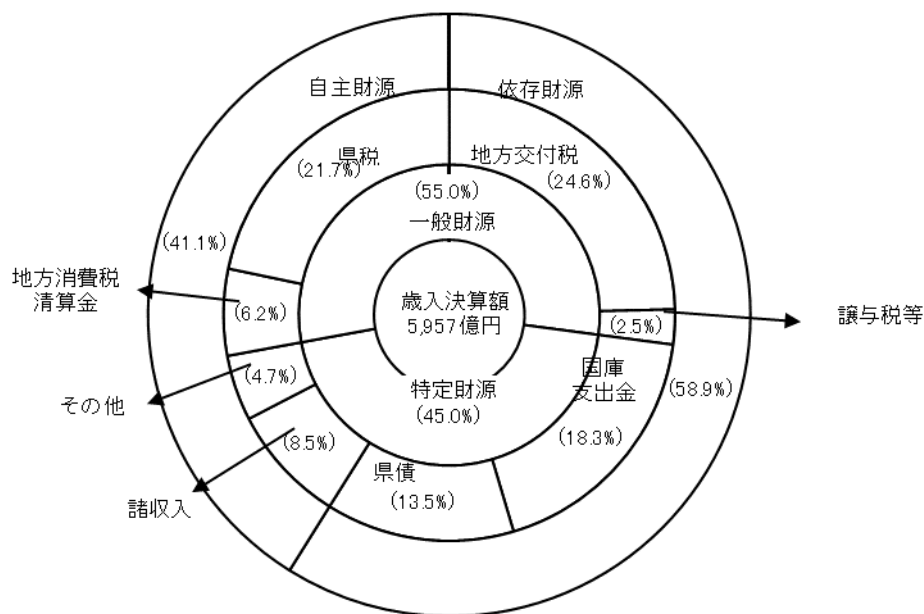 自主財源
依存財源
県税
(21.7%)
地方交付税
(24.6%)
(55.0%)
一般財源
(41.1%)
地方消費税
清算金
(6.2%)
歳入決算額
5,957億円
(2.5%)
譲与税等
(4.7%)
特定財源
(45.0%)
国庫
支出金
(58.9%)
その他
(8.5%)
(18.3%)
県債
(13.5%)
諸収入